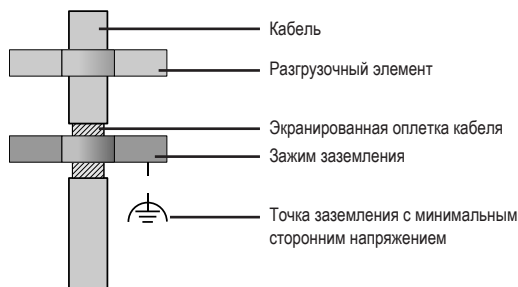 Кабель
Разгрузочный элемент
Экранированная оплетка кабеля
Зажим заземления
Точка заземления с минимальным
сторонним напряжением